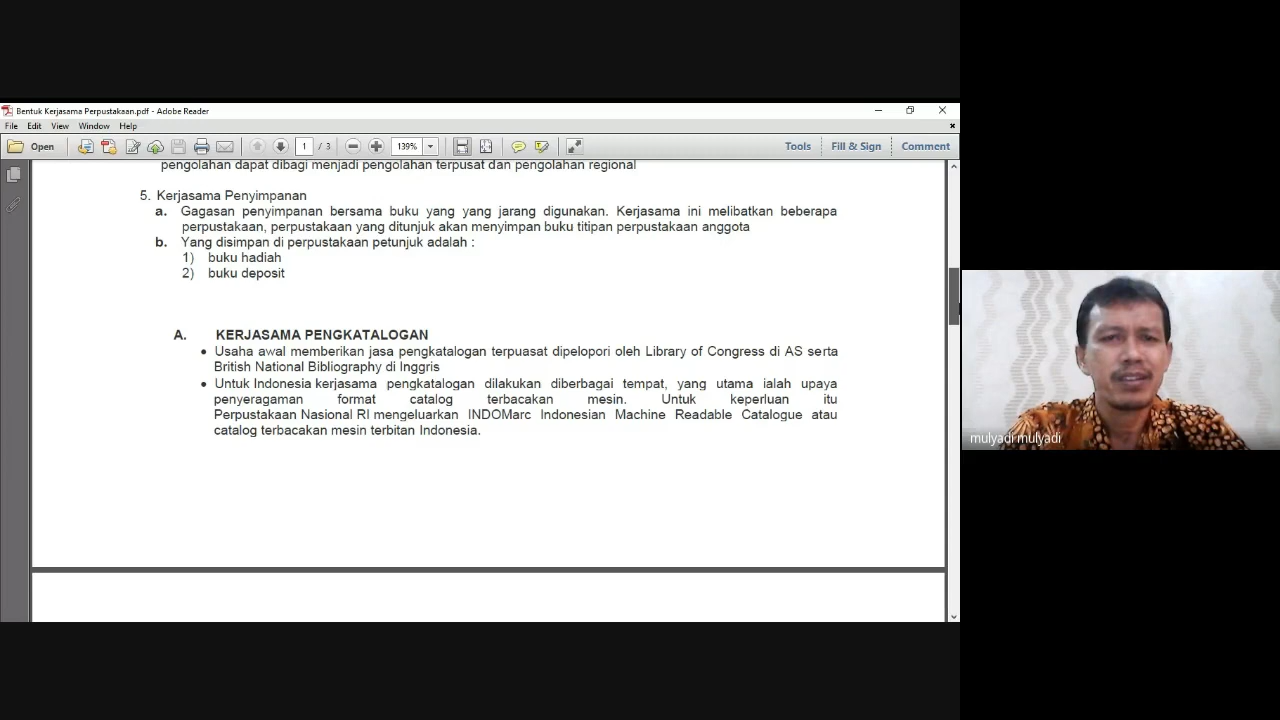 Bentuk Kerjasama Perpustakaan.pdf - Adobe Reader
File Edit View Window Help
Open 1 / 3 139% Tools Fill & Sign Comment
pengolahan dapat dibagi menjadi pengolahan terpusat dan pengolahan regional
5. Kerjasama Penyimpanan
a. Gagasan penyimpanan bersama buku yang yang jarang digunakan. Kerjasama ini melibatkan beberapa
perpustakaan, perpustakaan yang ditunjuk akan menyimpan buku titipan perpustakaan anggota
b. Yang disimpan di perpustakaan petunjuk adalah :
1) buku hadiah
2) buku deposit
A. KERJASAMA PENGKATALOGAN
• Usaha awal memberikan jasa pengkatalogan terpuasat dipelopori oleh Library of Congress di AS serta
British National Bibliography di Inggris
• Untuk Indonesia kerjasama pengkatalogan dilakukan diberbagai tempat, yang utama ialah upaya
penyeragaman format catalog terbacakan mesin. Untuk keperluan itu
Perpustakaan Nasional RI mengeluarkan INDOMarc Indonesian Machine Readable Catalogue atau
catalog terbacakan mesin terbitan Indonesia.
mulyadi mulyadi